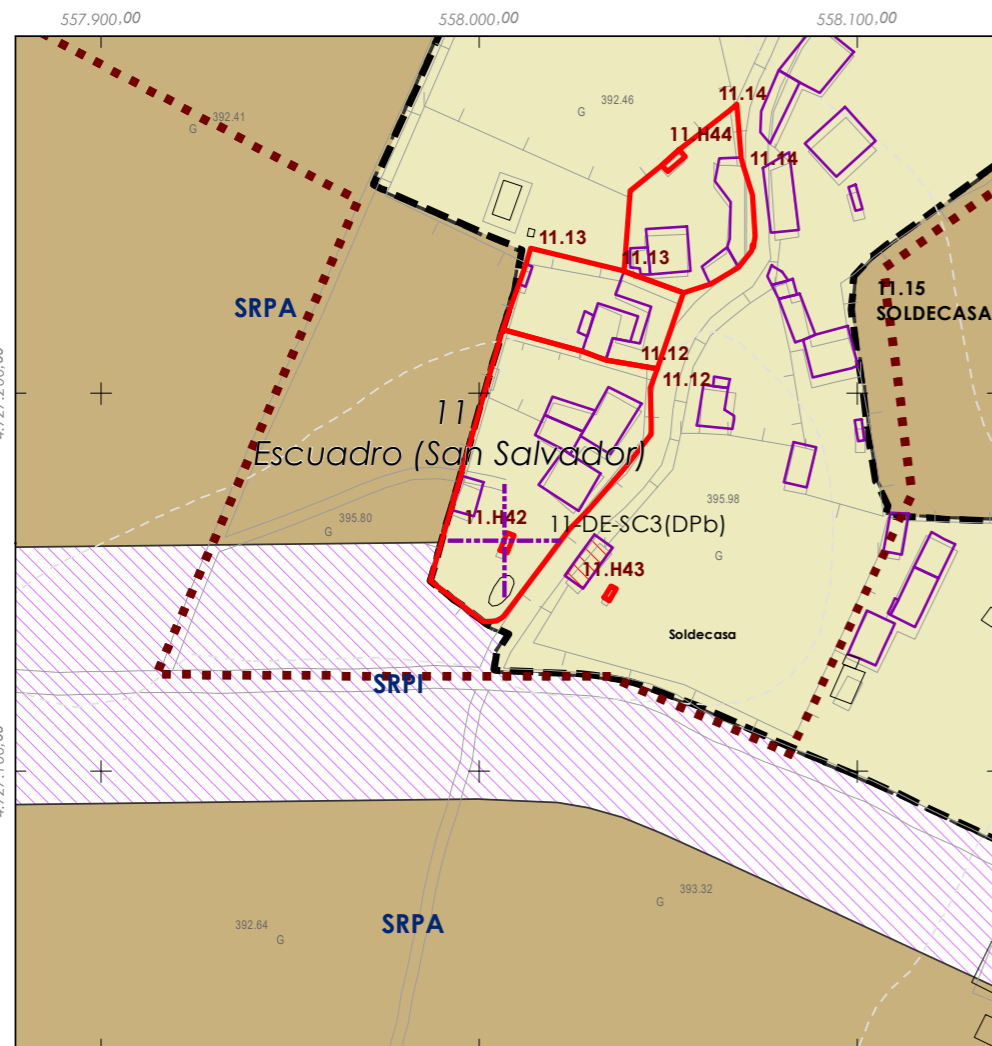 557.900,00
558.000,00
558.100,00
11.14
392.46
G
392.41
G
11.H44
11.14
11.13
11.13
SRPA
11.15
SOLDECASA
11.12
11.12
11
Escuadro (San Salvador)
395.98
395.80
G
11.H42
11-DE-SC3(DPb)
G
11.H43
Soldecasa
SRPI
393.32
G
392.64
G
SRPA